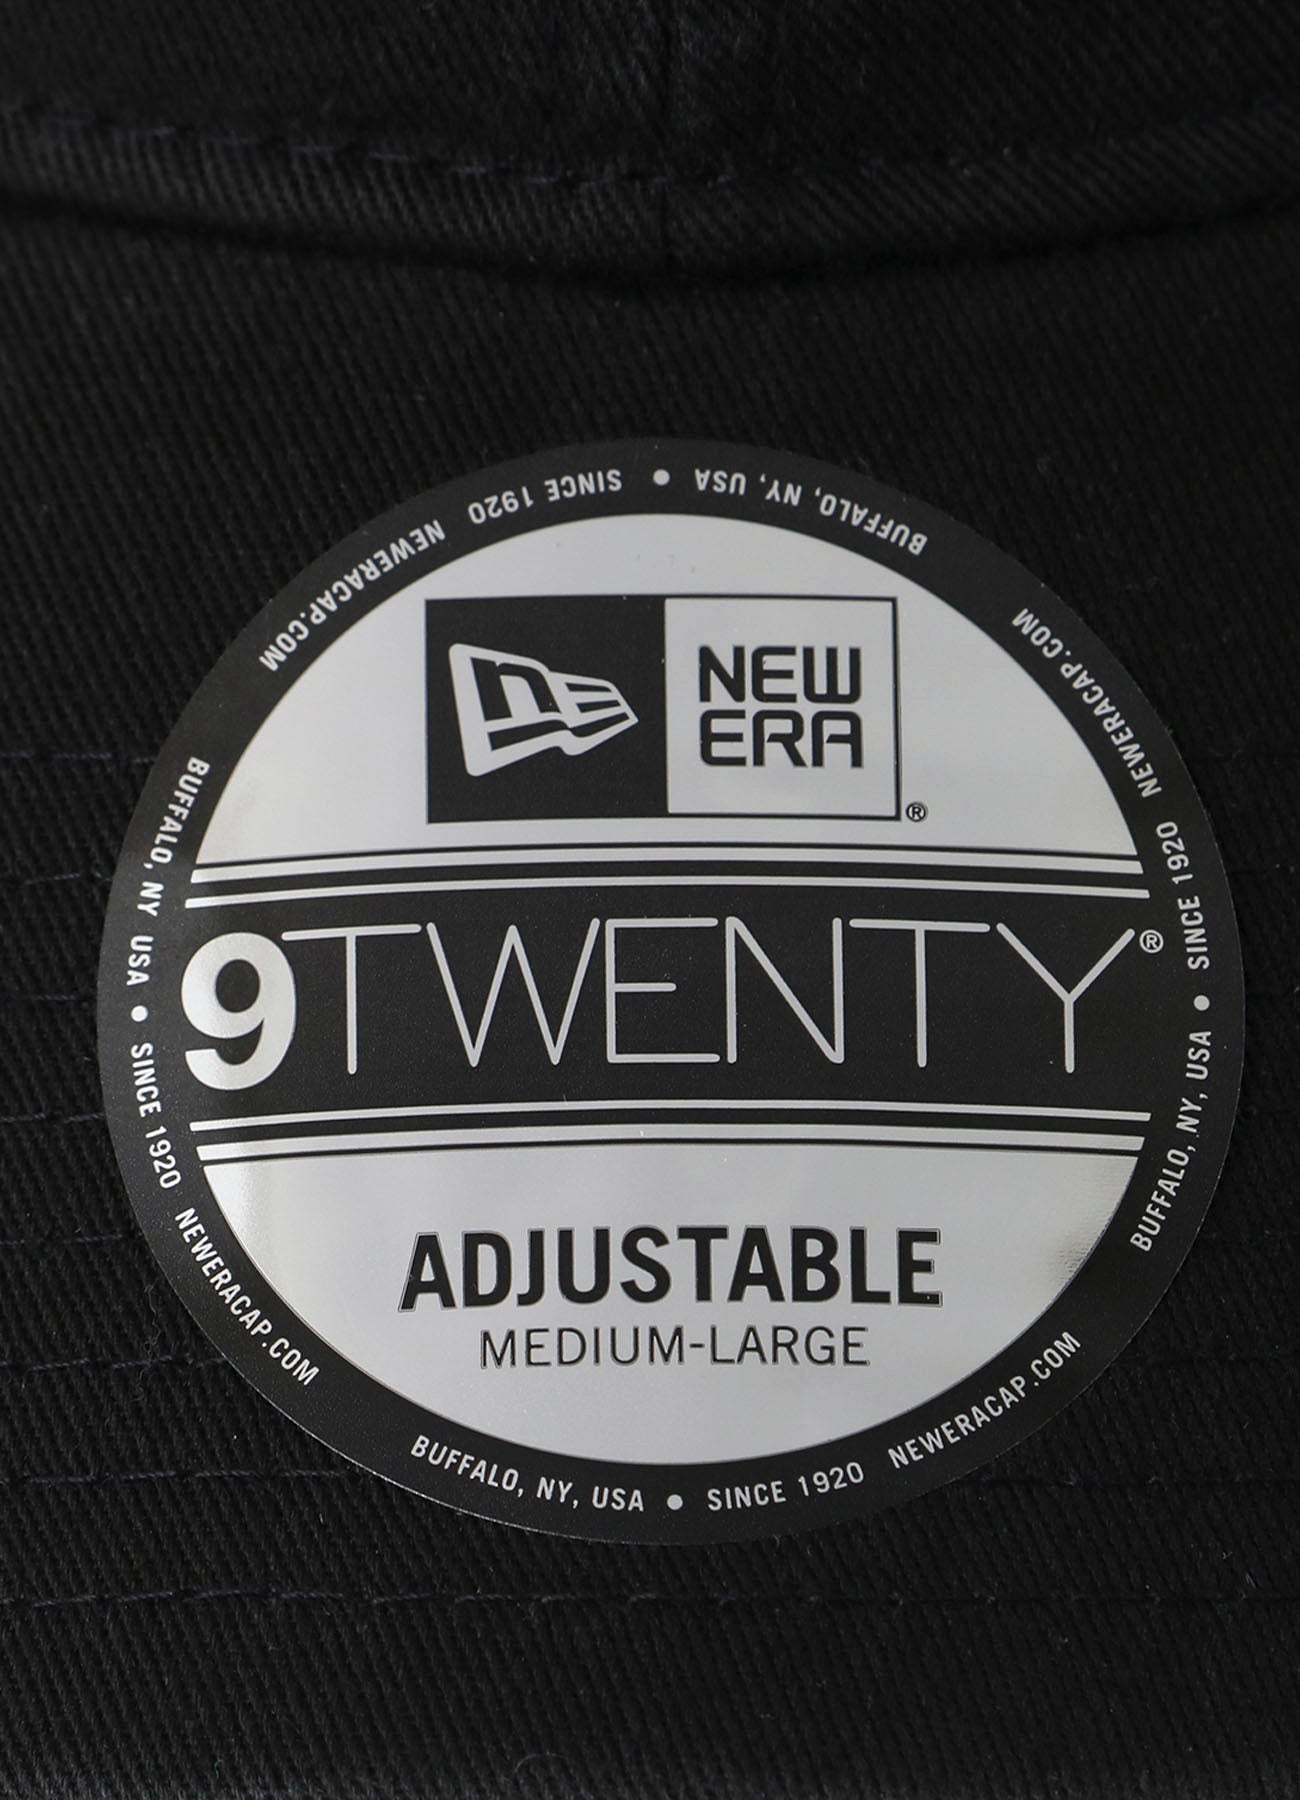 NEW
ERA
®
9TWENTY®
ADJUSTABLE
MEDIUM-LARGE
BUFFALO, NY, USA • SINCE 1920 NEWERACAP.COM
BUFFALO, NY, USA • SINCE 1920 NEWERACAP.COM
BUFFALO, NY, USA • SINCE 1920 NEWERACAP.COM
BUFFALO, NY USA • SINCE 1920 NEWERACAP.COM